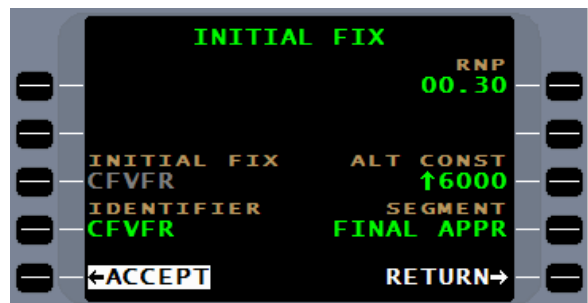 INITIAL FIX
RNP
00.30
INITIAL FIX ALT CONST
CFVFR ↑6000
IDENTIFIER SEGMENT
CFVFR FINAL APPR
←ACCEPT RETURN→